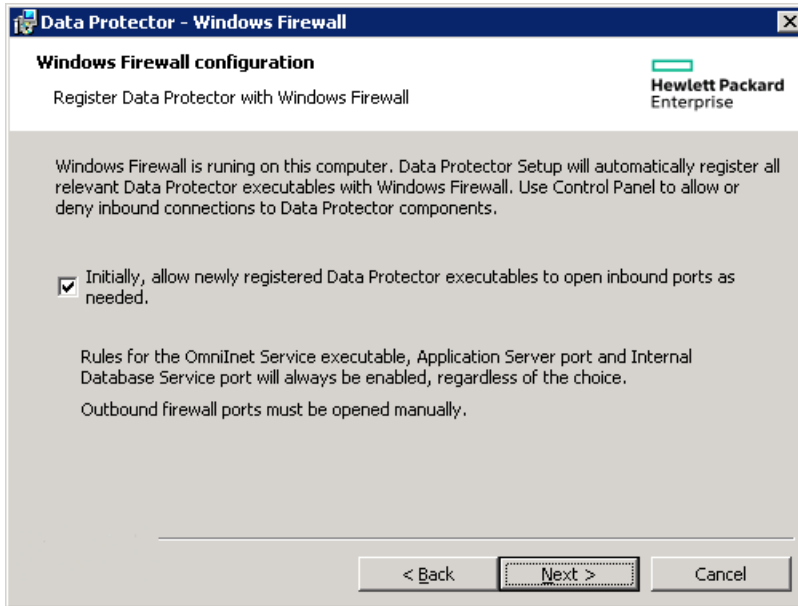 Data Protector - Windows Firewall
Windows Firewall configuration
Register Data Protector with Windows Firewall
Hewlett Packard
Enterprise
Windows Firewall is runing on this computer. Data Protector Setup will automatically register all
relevant Data Protector executables with Windows Firewall. Use Control Panel to allow or
deny inbound connections to Data Protector components.
Initially, allow newly registered Data Protector executables to open inbound ports as
needed.
Rules for the OmniInet Service executable, Application Server port and Internal
Database Service port will always be enabled, regardless of the choice.
Outbound firewall ports must be opened manually.
< Back
Next >
Cancel